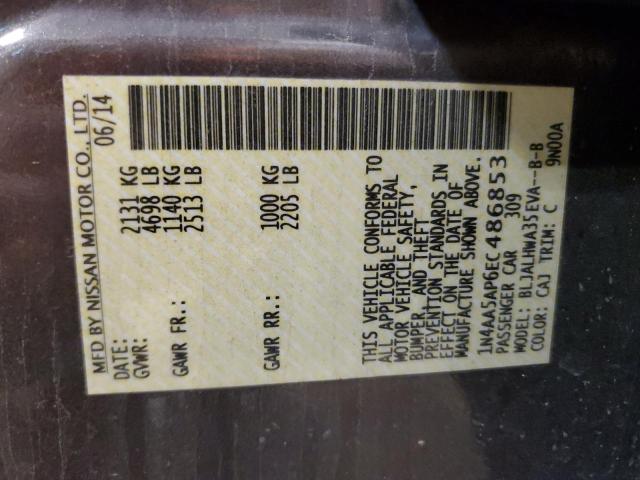 MFD BY NISSAN MOTOR CO., LTD.
DATE: 06/14
GVWR: 2131 KG
4698 LB
GAWR FR.: 1140 KG
2513 LB
GAWR RR.: 1000 KG
2205 LB
THIS VEHICLE CONFORMS TO
ALL APPLICABLE FEDERAL
MOTOR VEHICLE SAFETY,
BUMPER, AND THEFT
PREVENTION STANDARDS IN
EFFECT ON THE DATE OF
MANUFACTURE SHOWN ABOVE.
1N4AA5AP6EC486853
PASSENGER CAR 309
MODEL: BLJALHWA35EVA--B-B
COLOR: CAJ TRIM: C 9N00A